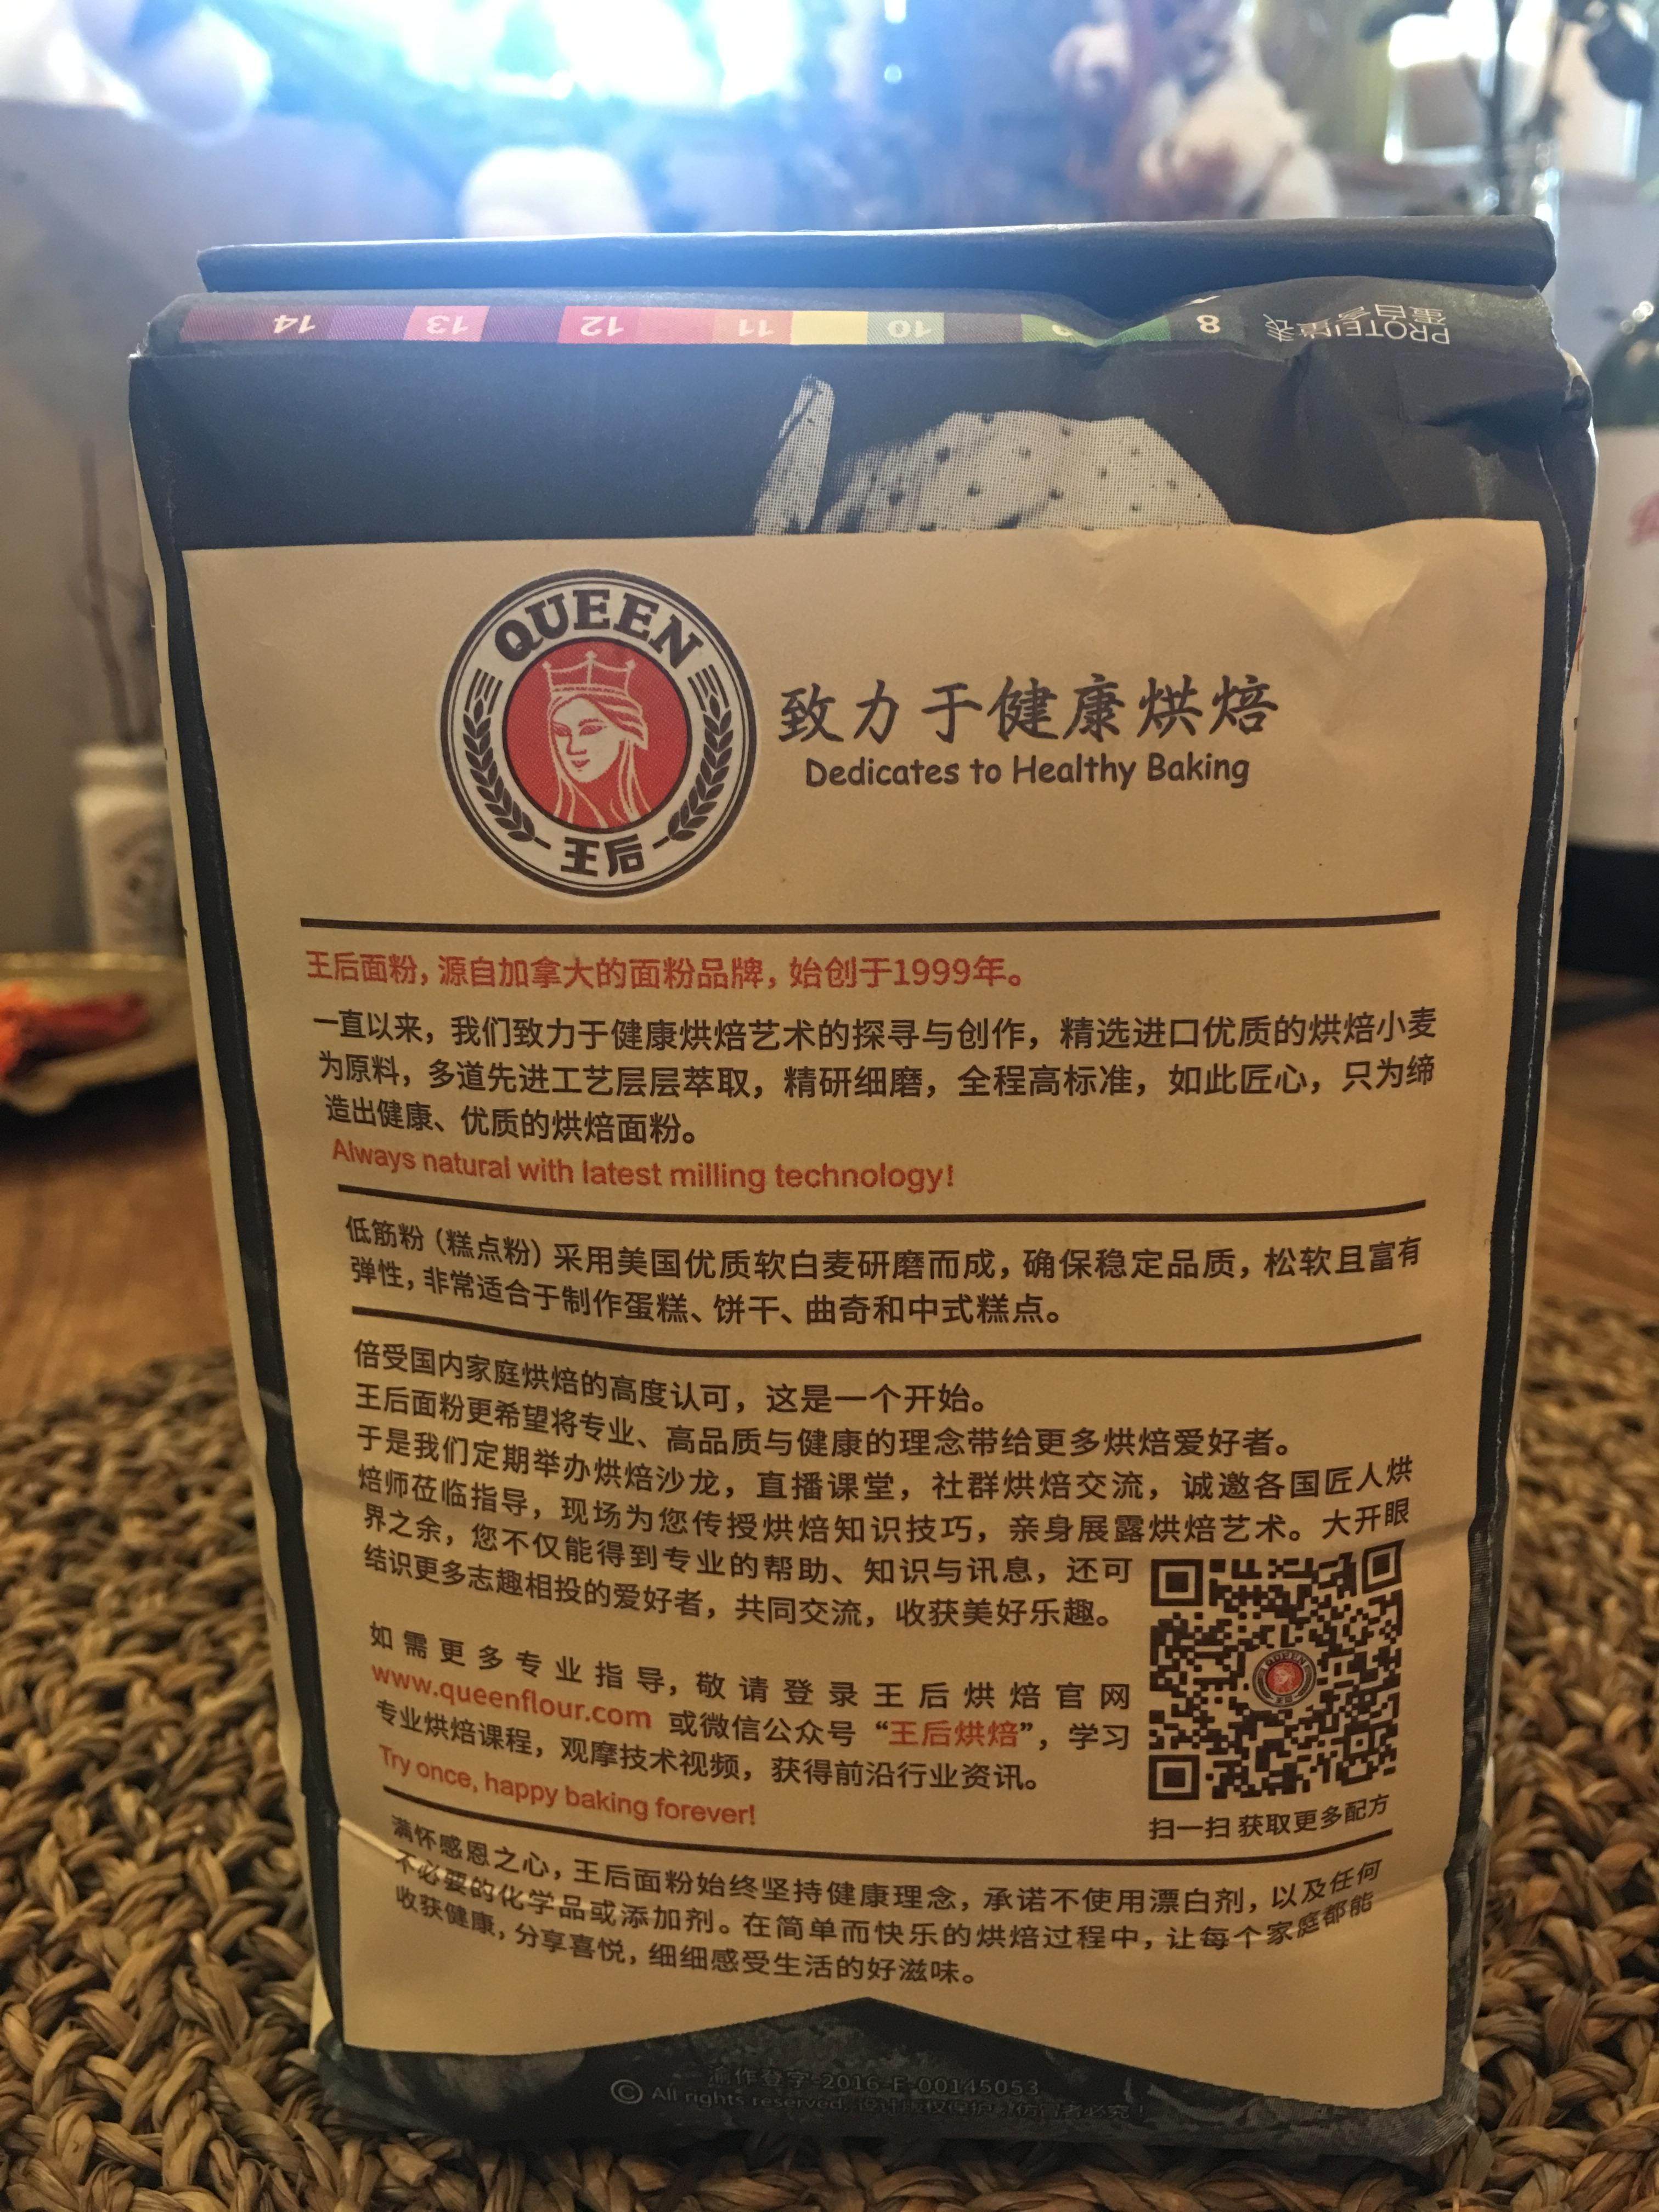 PROTEIN
蛋白含量表
8
9
10
11
12
13
14
QUEEN
王后
致力于健康烘焙
Dedicates to Healthy Baking
王后面粉，源自加拿大的面粉品牌，始创于1999年。
一直以来，我们致力于健康烘焙艺术的探寻与创作，精选进口优质的烘焙小麦
为原料，多道先进工艺层层萃取，精研细磨，全程高标准，如此匠心，只为缔
造出健康、优质的烘焙面粉。
Always natural with latest milling technology!
低筋粉（糕点粉）采用美国优质软白麦研磨而成，确保稳定品质，松软且富有
弹性，非常适合于制作蛋糕、饼干、曲奇和中式糕点。
倍受国内家庭烘焙的高度认可，这是一个开始。
王后面粉更希望将专业、高品质与健康的理念带给更多烘焙爱好者。
于是我们定期举办烘焙沙龙，直播课堂，社群烘焙交流，诚邀各国匠人烘
焙师莅临指导，现场为您传授烘焙知识技巧，亲身展露烘焙艺术。大开眼
界之余，您不仅能得到专业的帮助、知识与讯息，还可
结识更多志趣相投的爱好者，共同交流，收获美好乐趣。
如需更多专业指导，敬请登录王后烘焙官网
www.queenflour.com 或微信公众号“王后烘焙”，学习
专业烘焙课程，观摩技术视频，获得前沿行业资讯。
Try once, happy baking forever!
扫一扫 获取更多配方
满怀感恩之心，王后面粉始终坚持健康理念，承诺不使用漂白剂，以及任何
不必要的化学品或添加剂。在简单而快乐的烘焙过程中，让每个家庭都能
收获健康，分享喜悦，细细感受生活的好滋味。
渝作登字-2016-F-00145053
© All rights reserved, 设计版权保护，仿冒者必究！